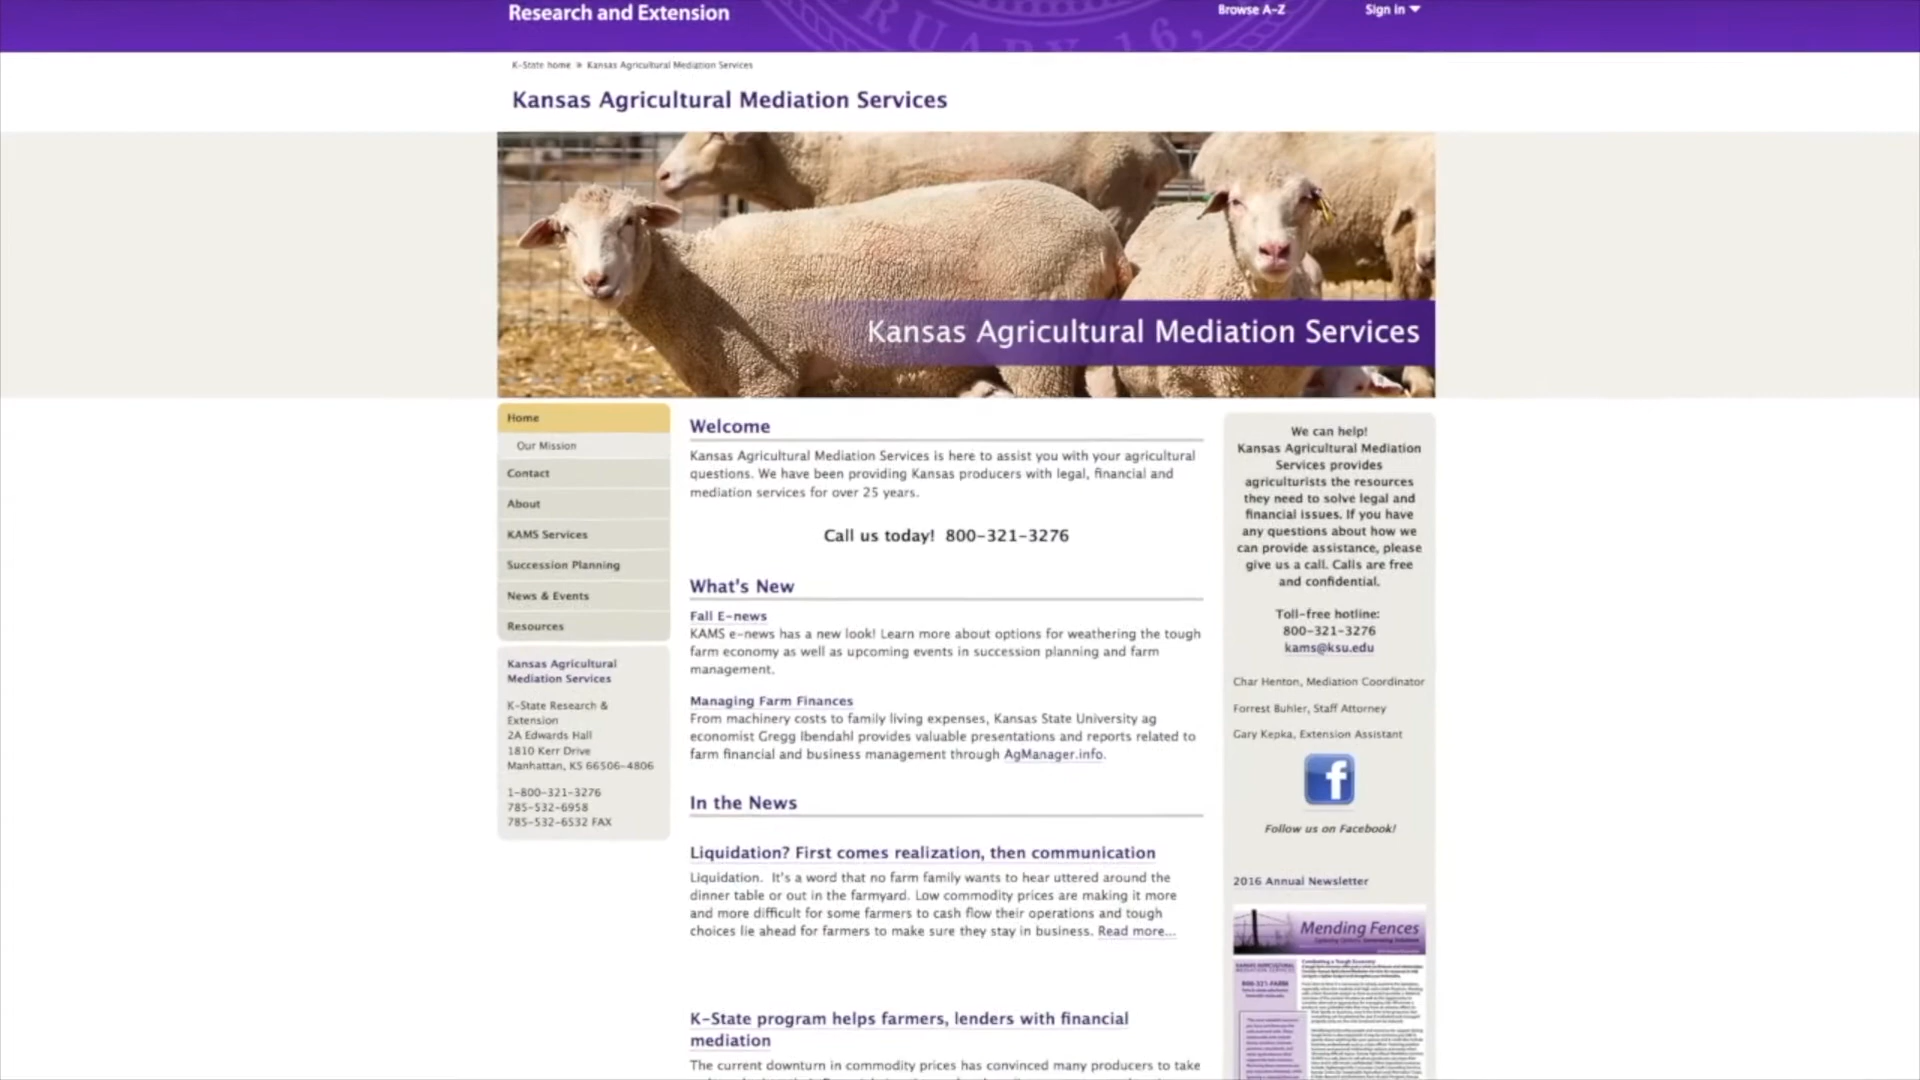 Research and Extension
Browse A-Z
Sign in
K-State home » Kansas Agricultural Mediation Services
Kansas Agricultural Mediation Services
Kansas Agricultural Mediation Services
Home
Our Mission
Contact
About
KAMS Services
Succession Planning
News & Events
Resources
Kansas Agricultural
Mediation Services
K-State Research &
Extension
2A Edwards Hall
1810 Kerr Drive
Manhattan, KS 66506-4806
1-800-321-3276
785-532-6958
785-532-6532 FAX
Welcome
Kansas Agricultural Mediation Services is here to assist you with your agricultural
questions. We have been providing Kansas producers with legal, financial and
mediation services for over 25 years.
Call us today! 800-321-3276
What's New
Fall E-news
KAMS e-news has a new look! Learn more about options for weathering the tough
farm economy as well as upcoming events in succession planning and farm
management.
Managing Farm Finances
From machinery costs to family living expenses, Kansas State University ag
economist Gregg Ibendahl provides valuable presentations and reports related to
farm financial and business management through AgManager.info.
In the News
Liquidation? First comes realization, then communication
Liquidation. It's a word that no farm family wants to hear uttered around the
dinner table or out in the farmyard. Low commodity prices are making it more
and more difficult for some farmers to cash flow their operations and tough
choices lie ahead for farmers to make sure they stay in business. Read more...
K-State program helps farmers, lenders with financial
mediation
The current downturn in commodity prices has convinced many producers to take
We can help!
Kansas Agricultural Mediation
Services provides
agriculturists the resources
they need to solve legal and
financial issues. If you have
any questions about how we
can provide assistance, please
give us a call. Calls are free
and confidential.
Toll-free hotline:
800-321-3276
kams@ksu.edu
Char Henton, Mediation Coordinator
Forrest Buhler, Staff Attorney
Gary Kepka, Extension Assistant
Follow us on Facebook!
2016 Annual Newsletter
Mending Fences